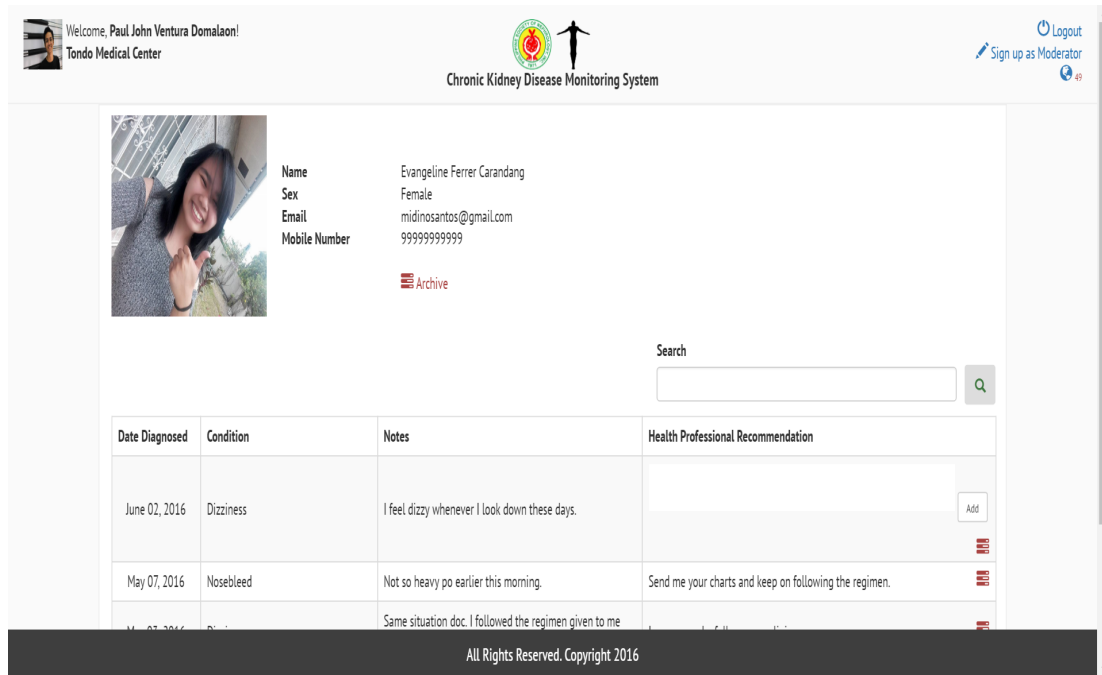 Welcome, Paul John Ventura Domalaon!
Tondo Medical Center
Chronic Kidney Disease Monitoring System
Logout
Sign up as Moderator
49
Name Evangeline Ferrer Carandang
Sex Female
Email midinosantos@gmail.com
Mobile Number 99999999999
Archive
Search
Date Diagnosed Condition Notes Health Professional Recommendation
June 02, 2016 Dizziness I feel dizzy whenever I look down these days. Add
May 07, 2016 Nosebleed Not so heavy po earlier this morning. Send me your charts and keep on following the regimen.
Same situation doc. I followed the regimen given to me
All Rights Reserved. Copyright 2016